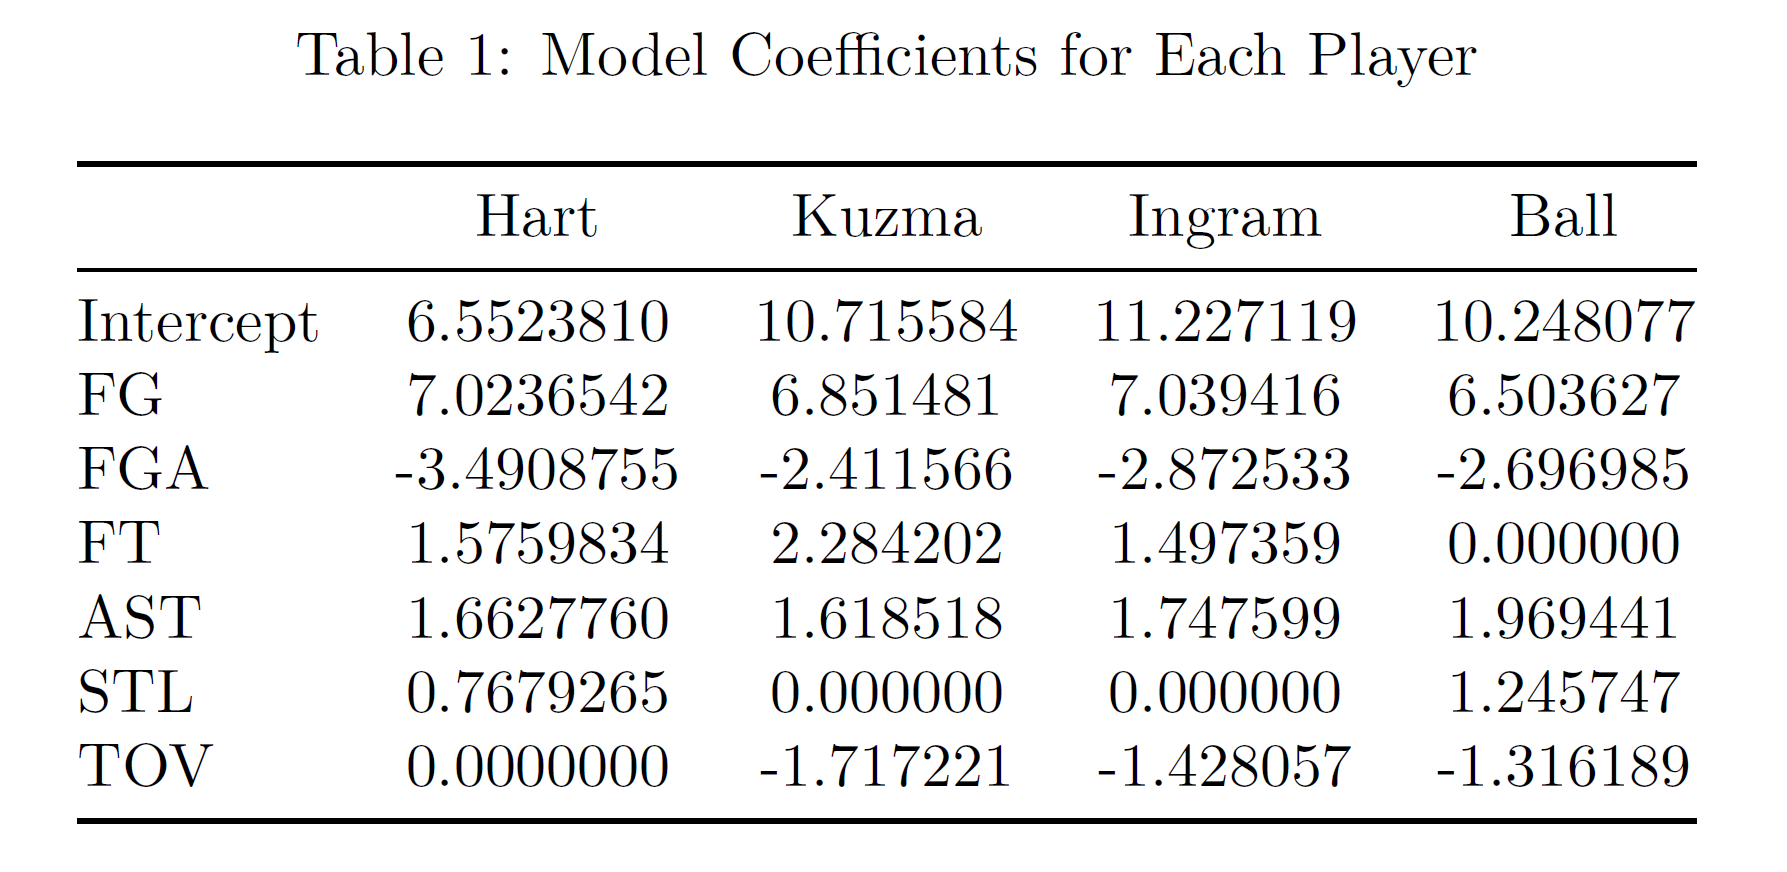 Table 1: Model Coefficients for Each Player
Hart Kuzma Ingram Ball
Intercept 6.5523810 10.715584 11.227119 10.248077
FG 7.0236542 6.851481 7.039416 6.503627
FGA -3.4908755 -2.411566 -2.872533 -2.696985
FT 1.5759834 2.284202 1.497359 0.000000
AST 1.6627760 1.618518 1.747599 1.969441
STL 0.7679265 0.000000 0.000000 1.245747
TOV 0.0000000 -1.717221 -1.428057 -1.316189